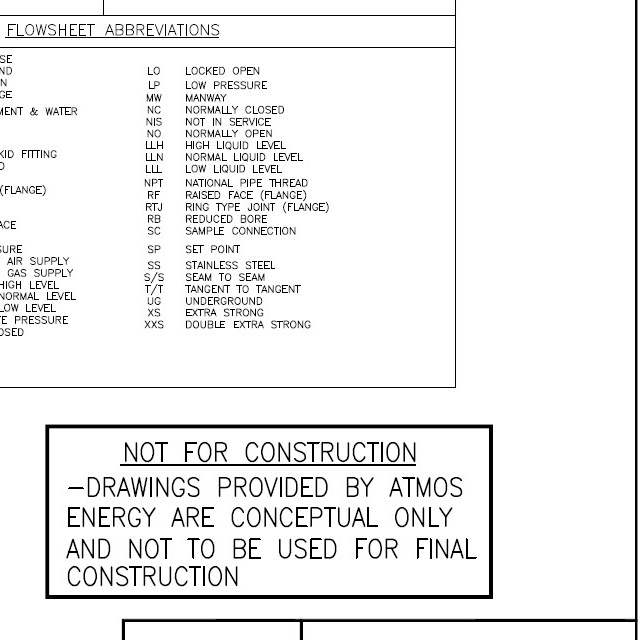 FLOWSHEET ABBREVIATIONS
MENT & WATER
KID FITTING
(FLANGE)
AIR SUPPLY
GAS SUPPLY
HIGH LEVEL
NORMAL LEVEL
LOW LEVEL
PRESSURE
LO LOCKED OPEN
LP LOW PRESSURE
MW MANWAY
NC NORMALLY CLOSED
NIS NOT IN SERVICE
NO NORMALLY OPEN
LLH HIGH LIQUID LEVEL
LLN NORMAL LIQUID LEVEL
LLL LOW LIQUID LEVEL
NPT NATIONAL PIPE THREAD
RF RAISED FACE (FLANGE)
RTJ RING TYPE JOINT (FLANGE)
RB REDUCED BORE
SC SAMPLE CONNECTION
SP SET POINT
SS STAINLESS STEEL
S/S SEAM TO SEAM
T/T TANGENT TO TANGENT
UG UNDERGROUND
XS EXTRA STRONG
XXS DOUBLE EXTRA STRONG
NOT FOR CONSTRUCTION
-DRAWINGS PROVIDED BY ATMOS
ENERGY ARE CONCEPTUAL ONLY
AND NOT TO BE USED FOR FINAL
CONSTRUCTION